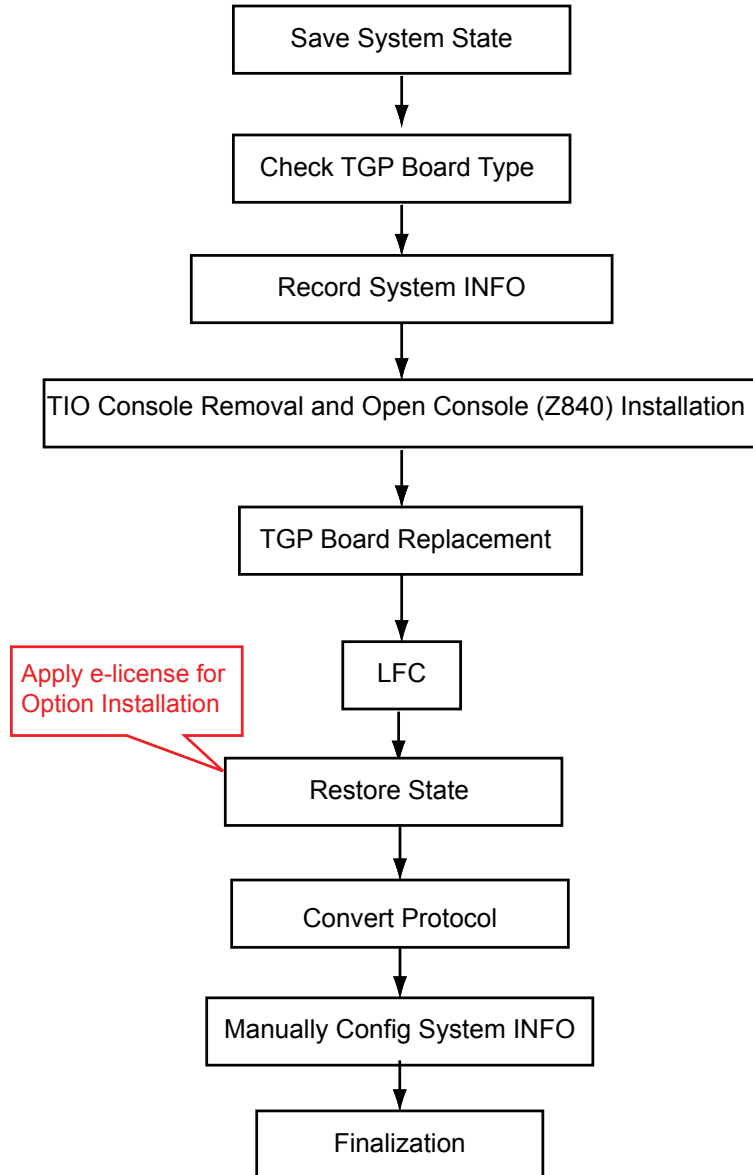 Save System State
Check TGP Board Type
Record System INFO
TIO Console Removal and Open Console (Z840) Installation
TGP Board Replacement
LFC
Apply e-license for
Option Installation
Restore State
Convert Protocol
Manually Config System INFO
Finalization